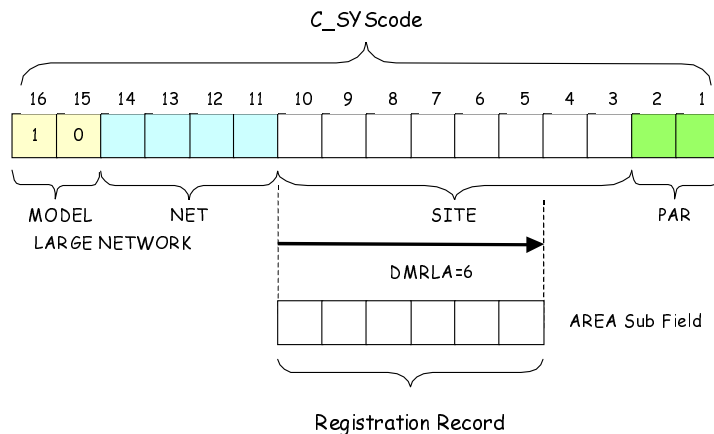 C_SYScode
16 15 14 13 12 11 10 9 8 7 6 5 4 3 2 1
1 0
MODEL NET SITE PAR
LARGE NETWORK
DMRLA=6
AREA Sub Field
Registration Record